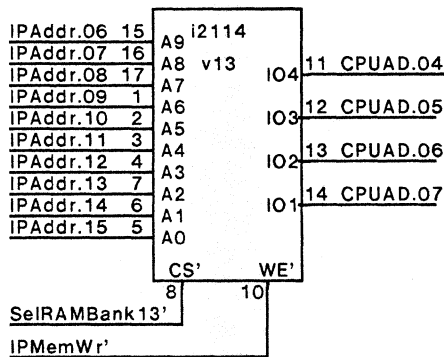 IPAddr.06 15 A9 i2114
IPAddr.07 16 A8 v13 IO4 11 CPUAD.04
IPAddr.08 17 A7
IPAddr.09 1 A6 IO3 12 CPUAD.05
IPAddr.10 2 A5
IPAddr.11 3 A4 IO2 13 CPUAD.06
IPAddr.12 4 A3
IPAddr.13 7 A2 IO1 14 CPUAD.07
IPAddr.14 6 A1
IPAddr.15 5 A0
CS' WE'
8 10
SelRAMBank13'
IPMemWr'